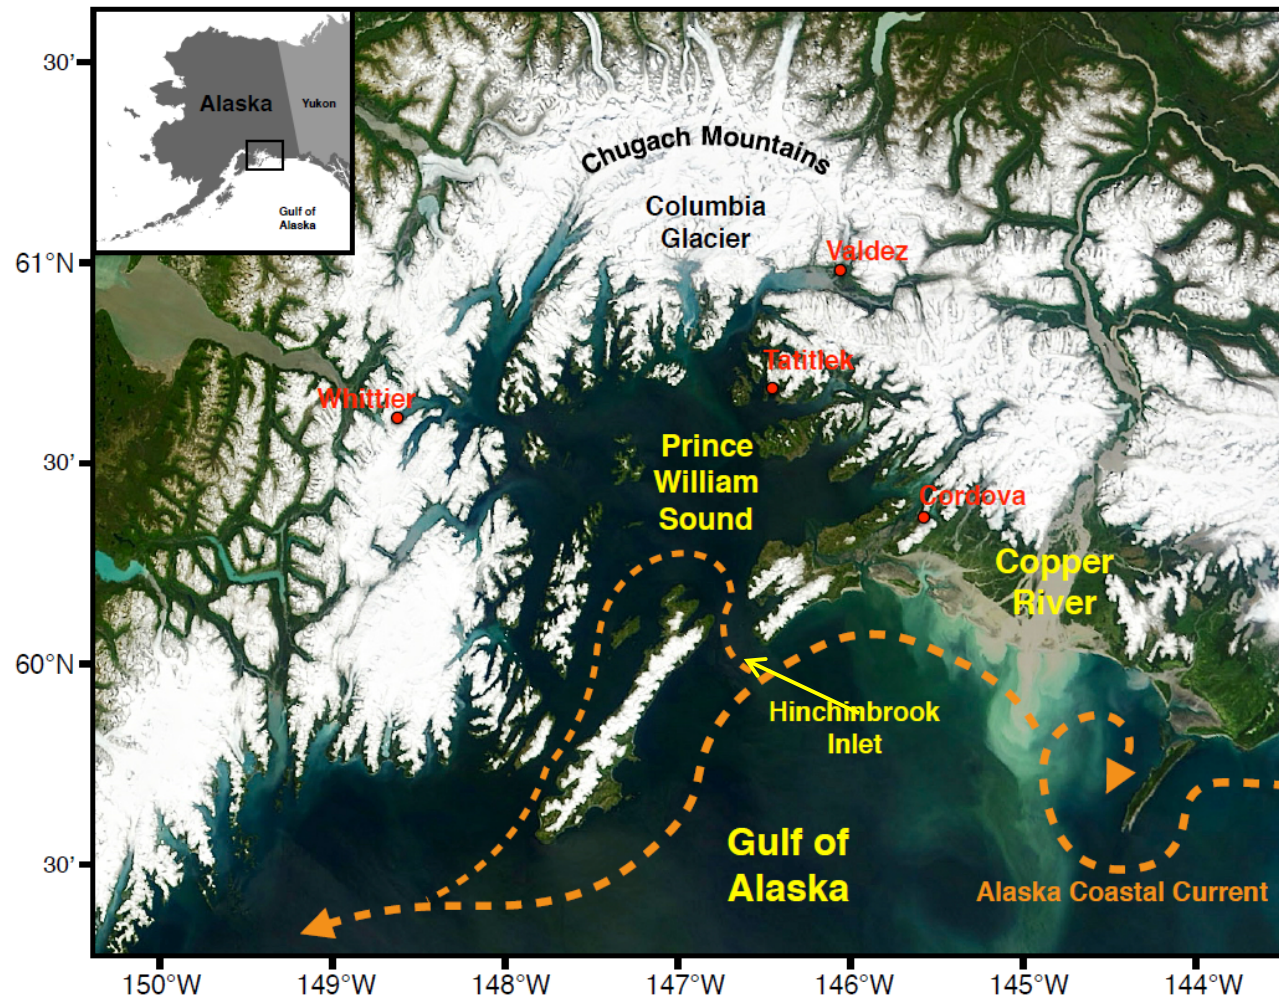 30'
Alaska
Yukon
Gulf of
Alaska
Chugach Mountains
Columbia
Glacier
61°N
Valdez
Tatitlek
Whittier
Prince
William
Sound
30'
Cordova
Copper
River
60°N
Hinchinbrook
Inlet
Gulf of
Alaska
30'
Alaska Coastal Current
150°W
149°W
148°W
147°W
146°W
145°W
144°W